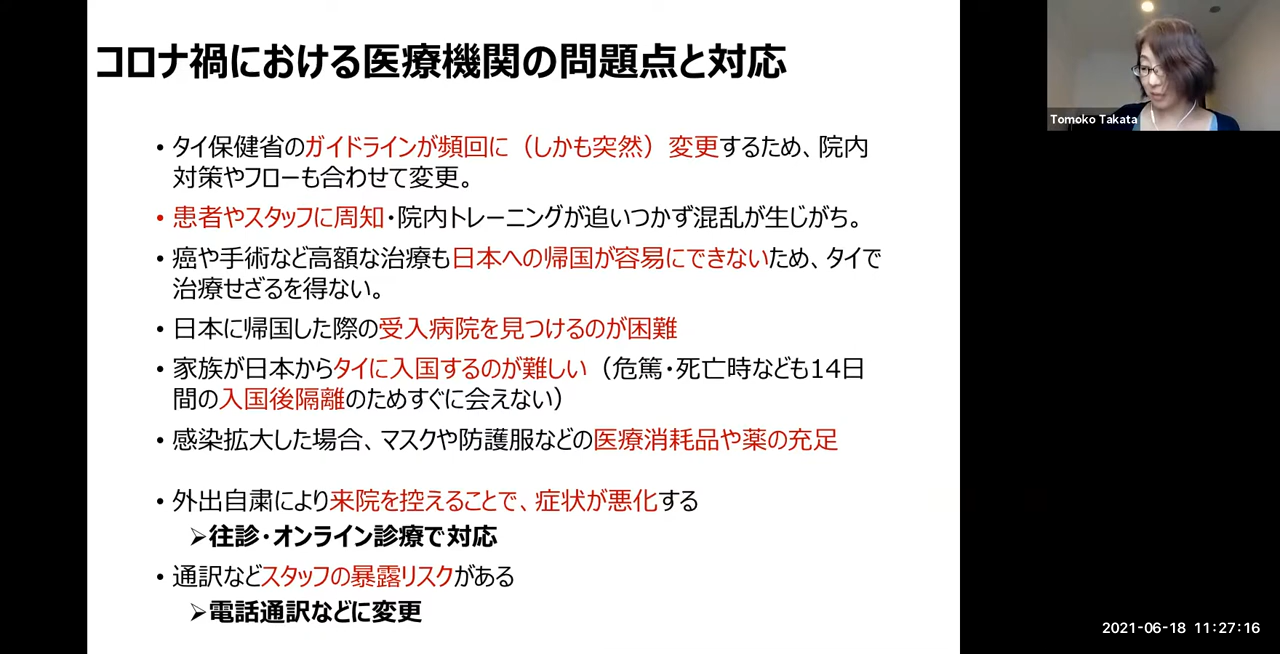 コロナ禍における医療機関の問題点と対応
Tomoko Takata
• タイ保健省のガイドラインが頻回に（しかも突然）変更するため、院内
対策やフローも合わせて変更。
• 患者やスタッフに周知・院内トレーニングが追いつかず混乱が生じがち。
• 癌や手術など高額な治療も日本への帰国が容易にできないため、タイで
治療せざるを得ない。
• 日本に帰国した際の受入病院を見つけるのが困難
• 家族が日本からタイに入国するのが難しい（危篤・死亡時なども14日
間の入国後隔離のためすぐに会えない）
• 感染拡大した場合、マスクや防護服などの医療消耗品や薬の充足
• 外出自粛により来院を控えることで、症状が悪化する
➢往診・オンライン診療で対応
• 通訳などスタッフの暴露リスクがある
➢電話通訳などに変更
2021-06-18 11:27:16